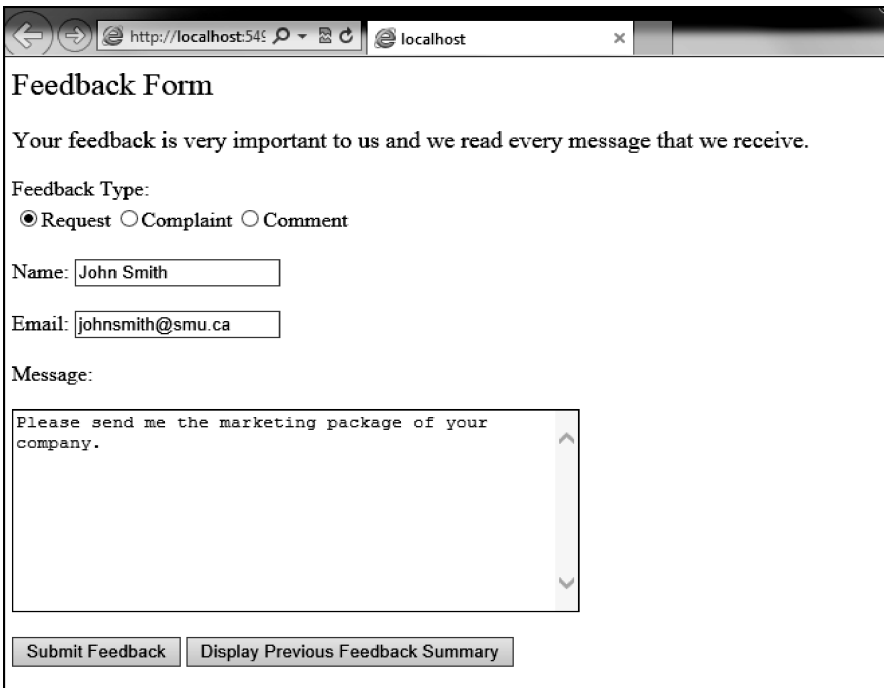 http://localhost:549
localhost
Feedback Form
Your feedback is very important to us and we read every message that we receive.
Feedback Type:
Request Complaint Comment
Name: John Smith
Email: johnsmith@smu.ca
Message:
Please send me the marketing package of your
company.
Submit Feedback Display Previous Feedback Summary